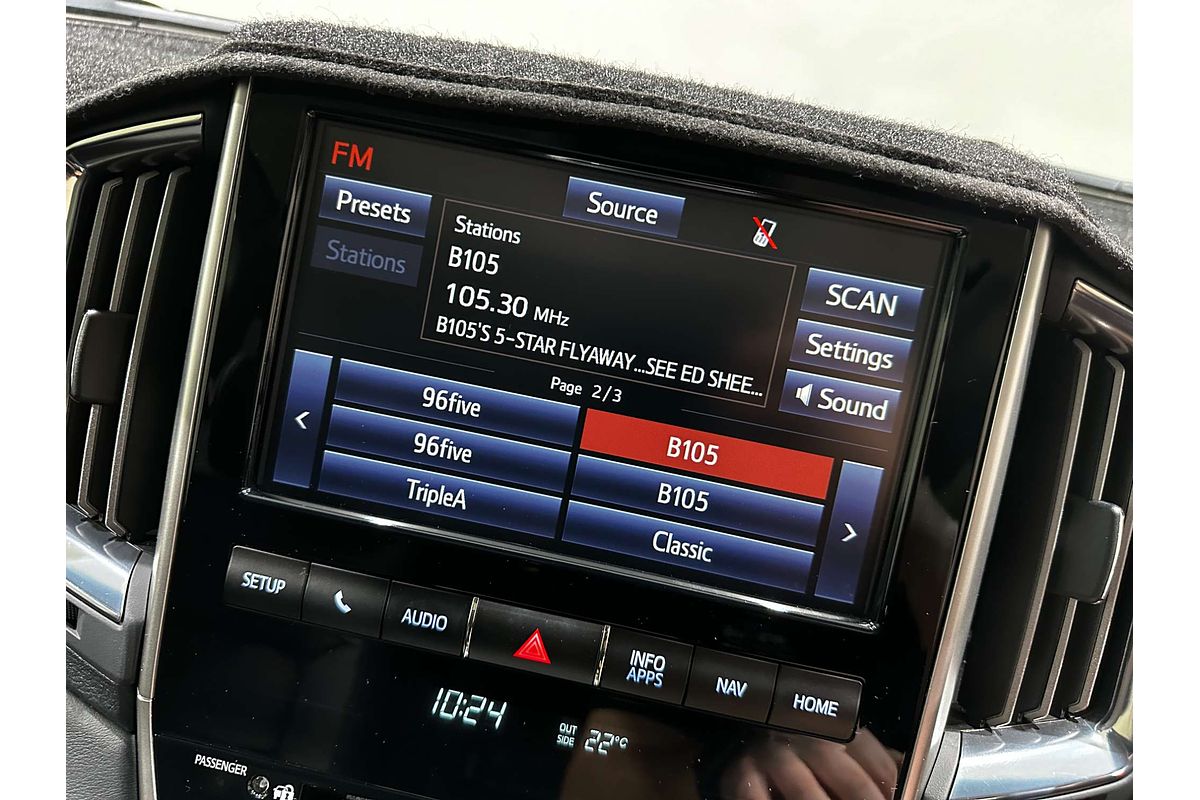 FM
Presets
Source
Stations
Stations
B105
105.30 MHz
B105'S 5-STAR FLYAWAY...SEE ED SHEE...
SCAN
Settings
Sound
Page 2/3
<
96five
B105
96five
B105
TripleA
Classic
>
SETUP
AUDIO
INFO
APPS
NAV
HOME
10:24
OUT
SIDE
22°C
PASSENGER